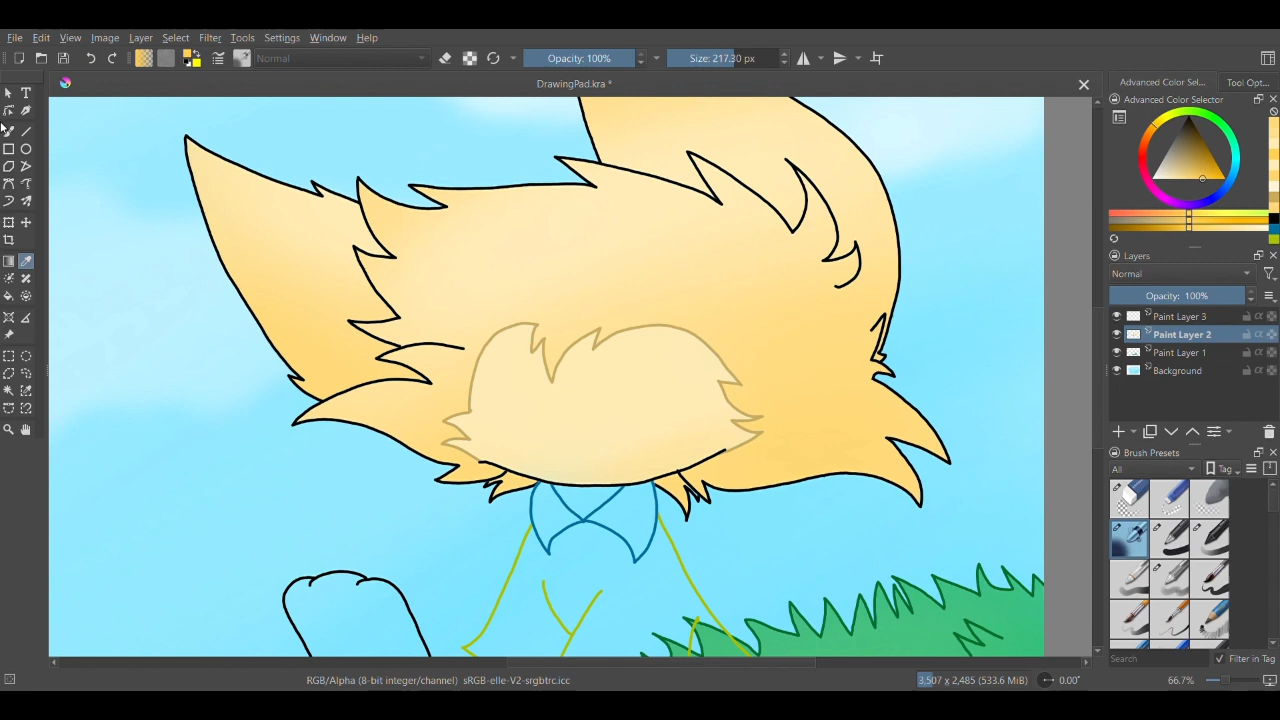 File Edit View Image Layer Select Filter Tools Settings Window Help
Normal Opacity: 100% Size: 217.30 px
DrawingPad.kra *
Advanced Color Sel... Tool Opt...
Advanced Color Selector
Layers
Normal
Opacity: 100%
Paint Layer 3
Paint Layer 2
Paint Layer 1
Background
Brush Presets
All Tag
Search Filter in Tag
RGB/Alpha (8-bit integer/channel) sRGB-elle-V2-srgbtrc.icc 3,507 x 2,485 (533.6 MiB) 0.00° 66.7%